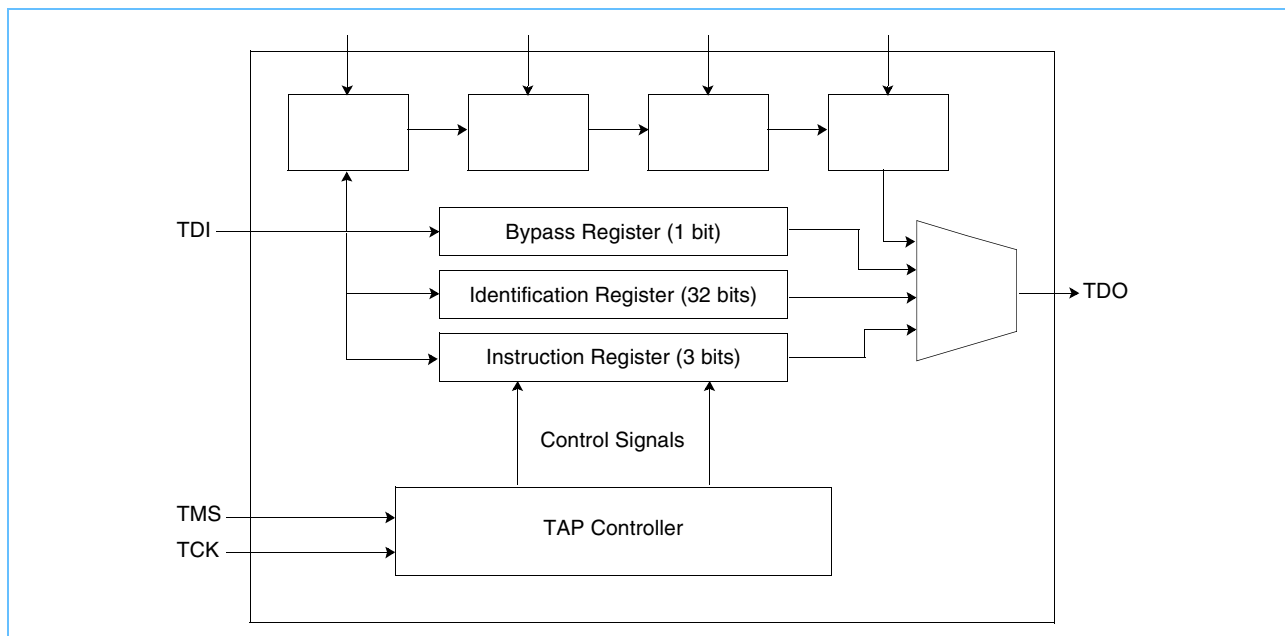 TDI
Bypass Register (1 bit)
Identification Register (32 bits)
TDO
Instruction Register (3 bits)
Control Signals
TMS
TAP Controller
TCK